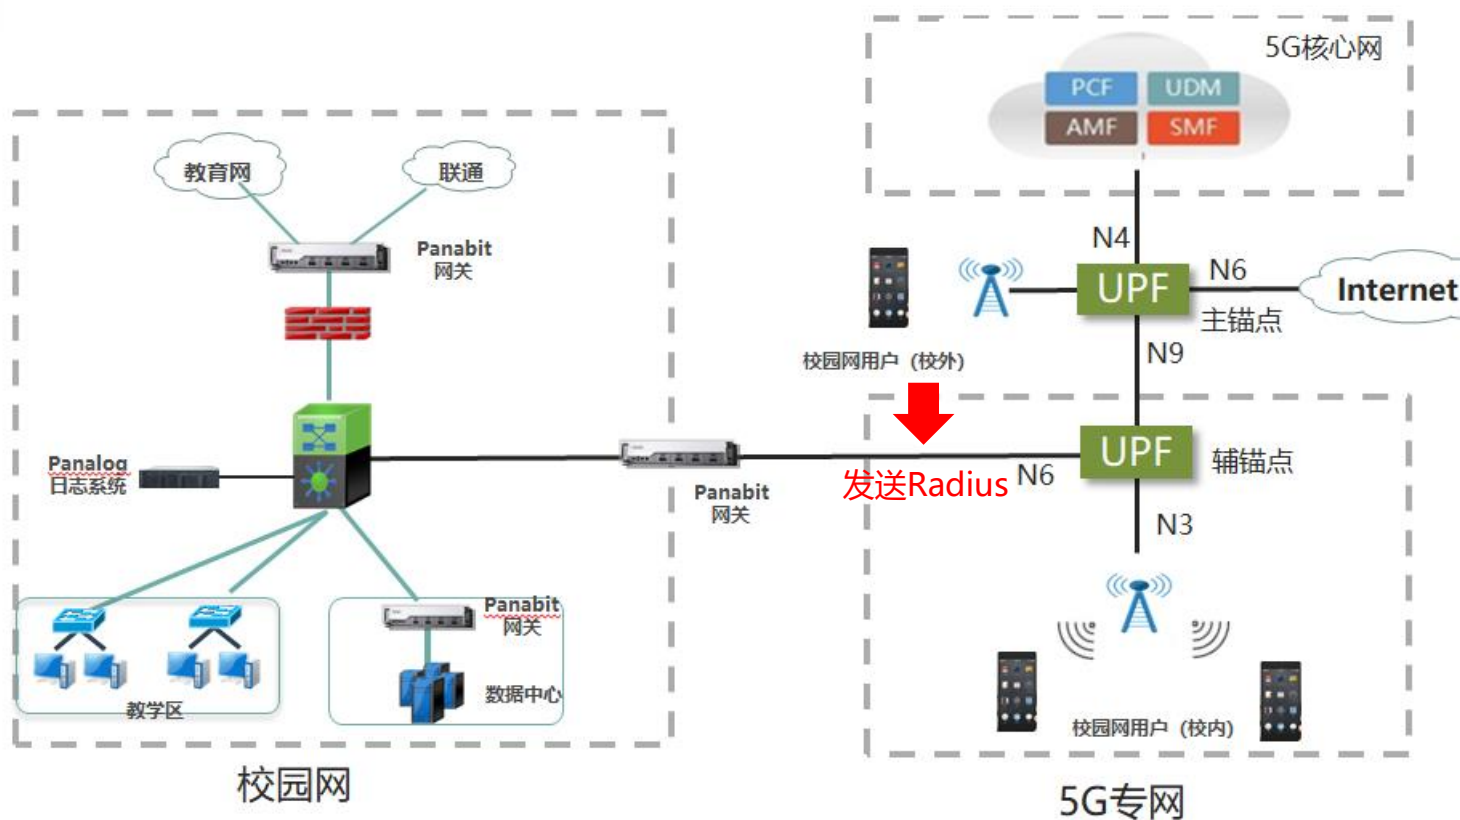 5G核心网
PCF
UDM
AMF
SMF
教育网
联通
Panabit
网关
N4
UPF
N6
Internet
主锚点
校园网用户（校外）
N9
Panalog
日志系统
Panabit
网关
发送Radius
N6
UPF
辅锚点
N3
Panabit
网关
数据中心
教学区
校园网用户（校内）
校园网
5G专网